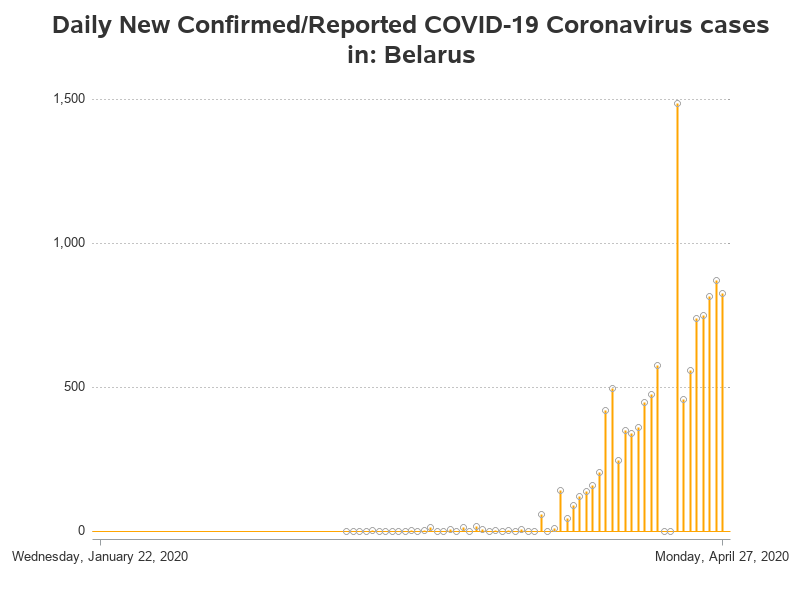 Daily New Confirmed/Reported COVID-19 Coronavirus cases
in: Belarus
1,500
1,000
500
0
Wednesday, January 22, 2020
Monday, April 27, 2020